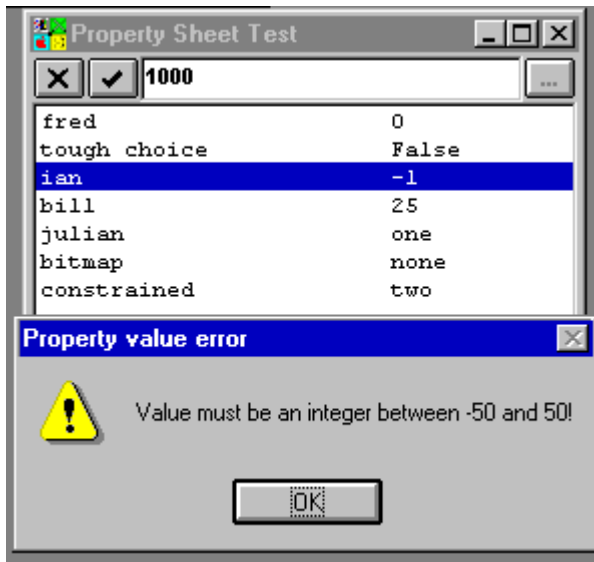 Property Sheet Test
1000 ...
fred 0
tough choice False
ian -1
bill 25
julian one
bitmap none
constrained two
Property value error
Value must be an integer between -50 and 50!
OK